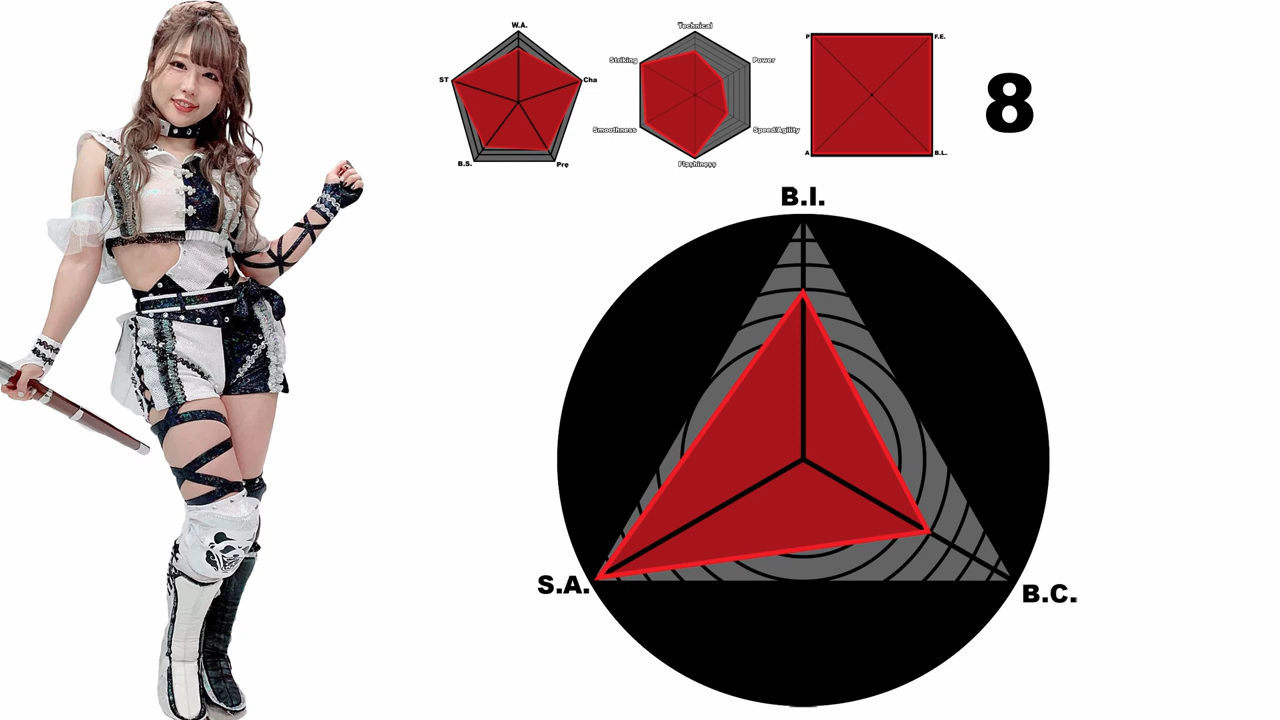 W.A.
ST
Cha
B.S.
Pre
Technical
Striking
Power
Smoothness
Speed/Agility
Flashiness
P
F.E.
A
B.L.
8
B.I.
S.A.
B.C.